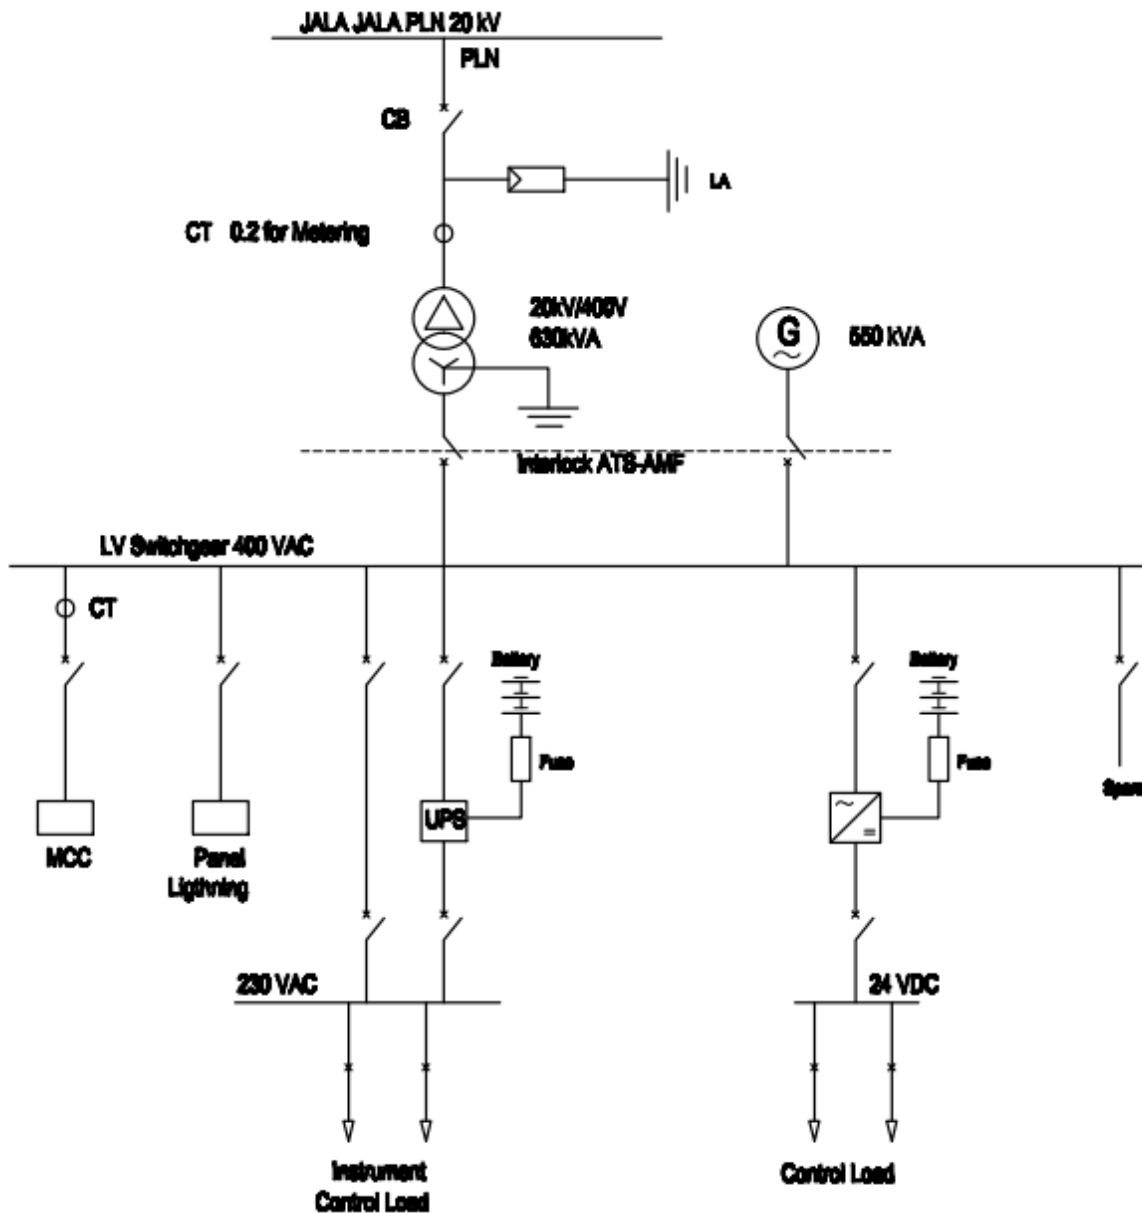 JALA JALA PLN 20 kV
PLN
CB
LA
CT 0.2 for Metering
20kV/400V
630kVA
G
550 kVA
Interlock ATS-AMF
LV Switchgear 400 VAC
CT
Battery
Battery
Fuse
Fuse
UPS
Spare
MCC
Panel
Ligthning
230 VAC
24 VDC
Instrument
Control Load
Control Load